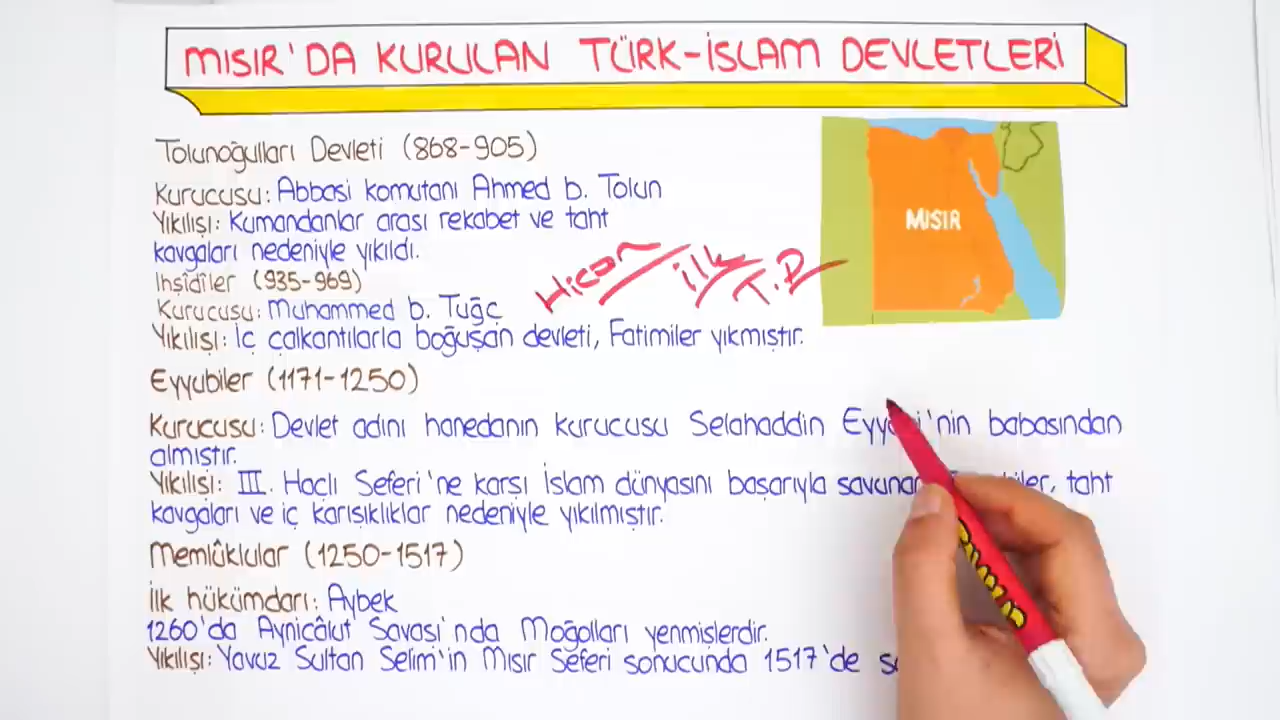 MISIR'DA KURULAN TÜRK-İSLAM DEVLETLERİ
Tolunoğulları Devleti (868-905)
Kurucusu: Abbasi komutanı Ahmed b. Tolun
Yıkılışı: Kumandanlar arası rekabet ve taht
kavgaları nedeniyle yıkıldı.
Ihşîdîler (935-969)
Kurucusu: Muhammed b. Tuğc
Yıkılışı: İç çalkantılarla boğuşan devleti, Fatimiler yıkmıştır.
Hicaz
ilk
T.D
MISIR
Eyyubiler (1171-1250)
Kurucusu: Devlet adını hanedanın kurucusu Selahaddin 'nin babasından
almıştır.
Yıkılışı: III. Haçlı Seferi'ne karşı İslam dünyasını başarıyla taht
kavgaları ve iç karışıklıklar nedeniyle yıkılmıştır.
Memlûklular (1250-1517)
İlk hükümdarı: Aybek
1260'da Aynicâlut Savaşı'nda Moğolları yenmişlerdir.
Yıkılışı: Yavuz Sultan Selim'in Mısır Seferi sonucunda 1517'de